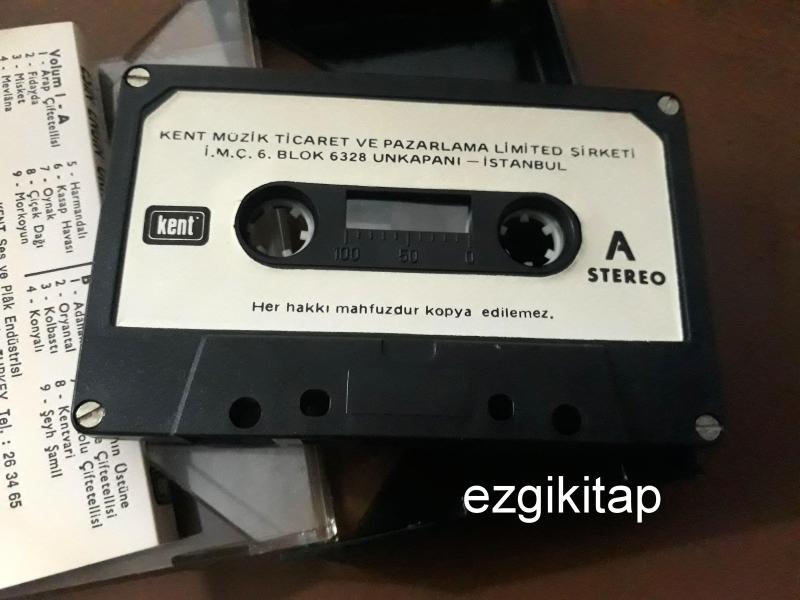 KENT MÜZİK TİCARET VE PAZARLAMA LİMİTED ŞİRKETİ
İ.M.Ç. 6. BLOK 6328 UNKAPANI – İSTANBUL
kent
100 50 0
A
STEREO
Her hakkı mahfuzdur kopya edilemez.
Volum I - A
1 - Arap Çiftetellisi
2 - Fidayda
3 - Misket
4 - Mevlâna
5 - Harmandalı
6 - Kasap Havası
7 - Oynak
8 - Çiçek Dağı
9 - Morkoyun
B
2 - Oryantal
3 - Kolbastı
4 - Konyalı
Üstüne
Çiftetellisi
Çiftetellisi
8 - Kentvari
9 - Şeyh Şamil
KENT Ses ve Plâk Endüstrisi
Tel. : 26 34 65
ezgikitap